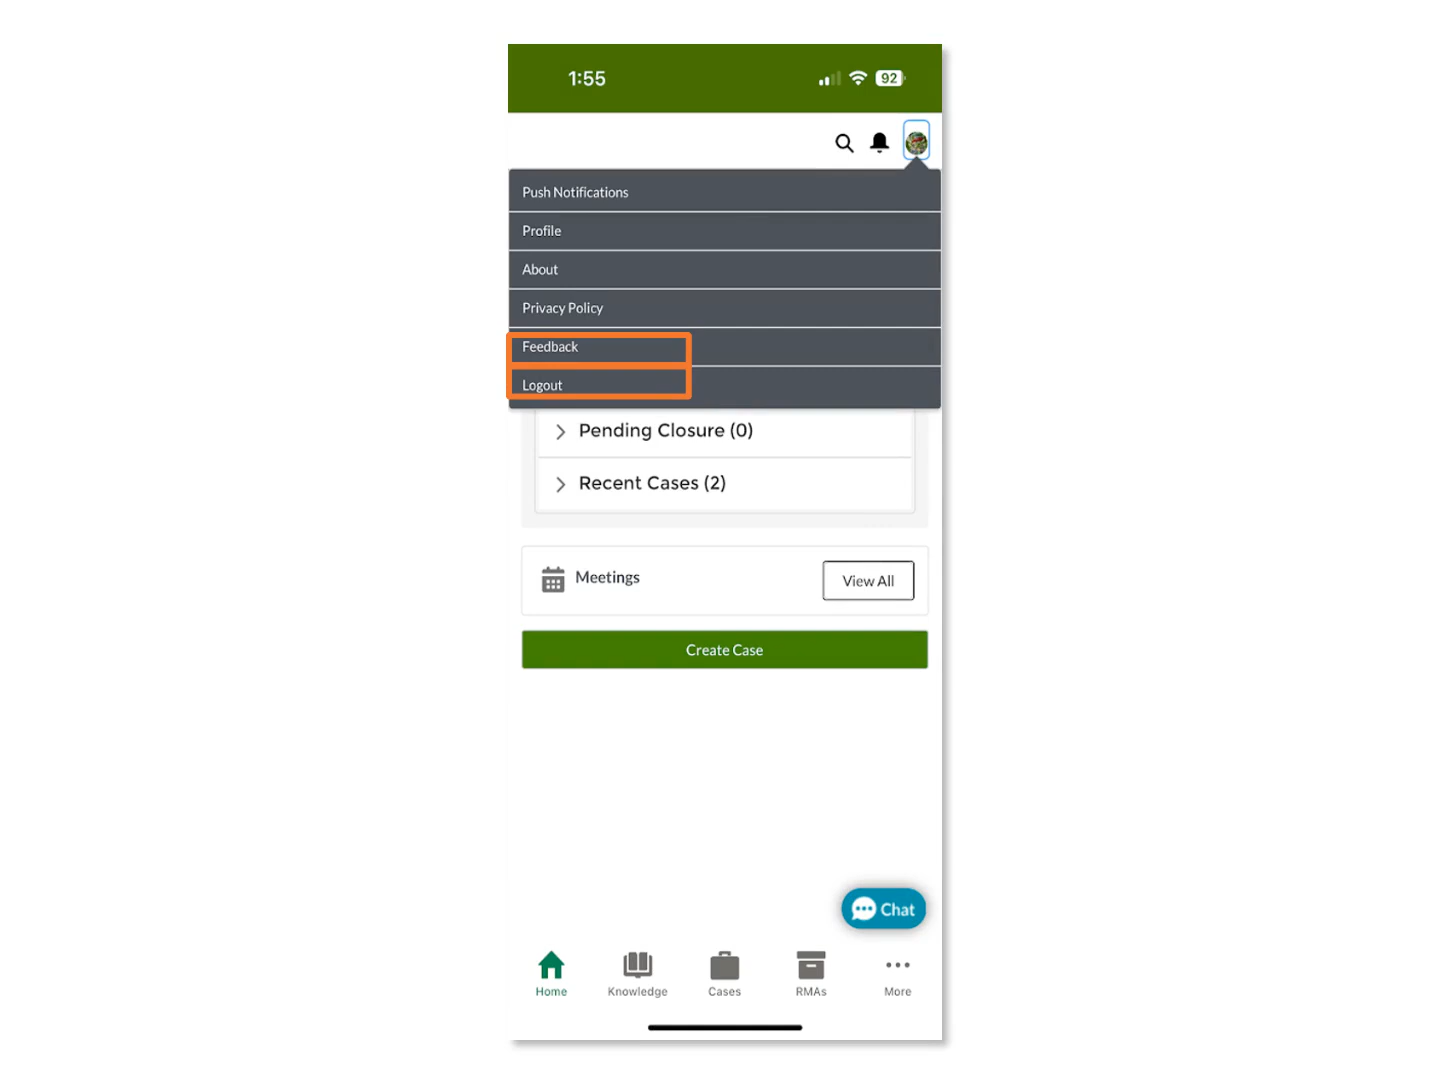 1:55
92
Push Notifications
Profile
About
Privacy Policy
Feedback
Logout
Pending Closure (0)
Recent Cases (2)
Meetings
View All
Create Case
Chat
Home
Knowledge
Cases
RMAs
More